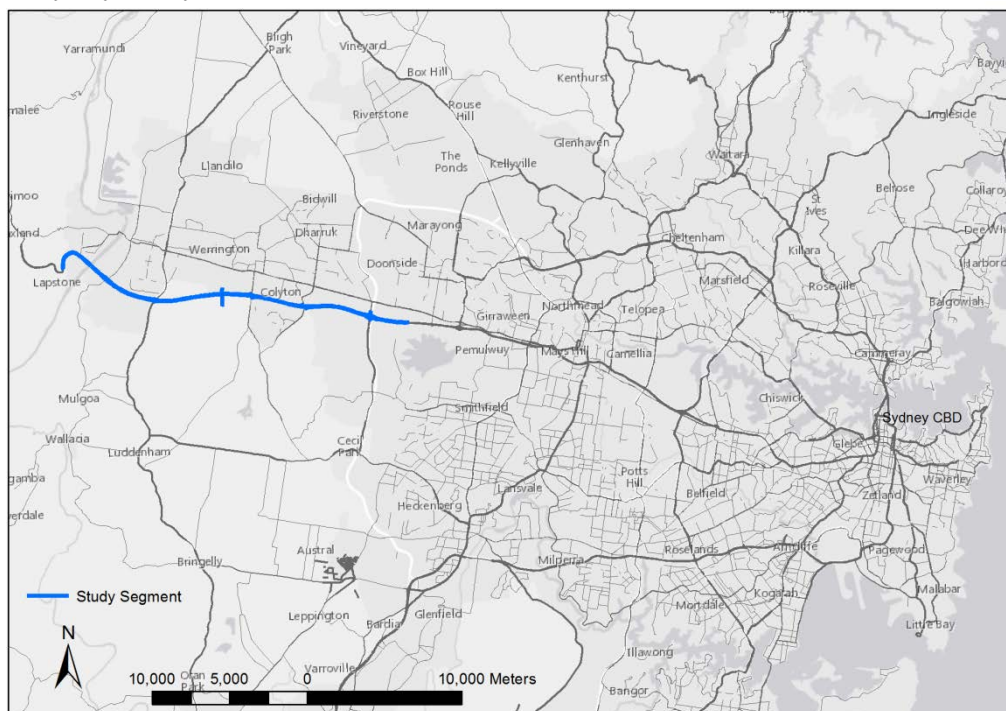 Yarramundi
Bligh
Park
Vineyard
Box Hill
Kenthurst
Riverstone
Rouse
Hill
Glenhaven
Ingleside
Llandilo
The
Ponds
Kellyville
Waitara
Belrose
Bidwill
St
Ives
Dharruk
Marayong
Cheltenham
Killara
Werrington
Doonside
Lapstone
Colyton
Marsfield
Roseville
Balgowlah
Northmead
Telopea
Girraween
Pemulwuy
Mays Hill
Camellia
Cammeray
Mulgoa
Smithfield
Chiswick
Sydney CBD
Wallacia
Luddenham
Cecil
Park
Glebe
Potts
Hill
Lansvale
Belfield
Waverley
Heckenberg
Zetland
Austral
Bringelly
Milperra
Roselands
Arncliffe
Pagewood
Study Segment
Leppington
Bardia
Glenfield
Mortdale
Kogarah
Malabar
Little Bay
N
Varroville
Illawong
Bangor
Oran
Park
10,000 5,000 0 10,000 Meters